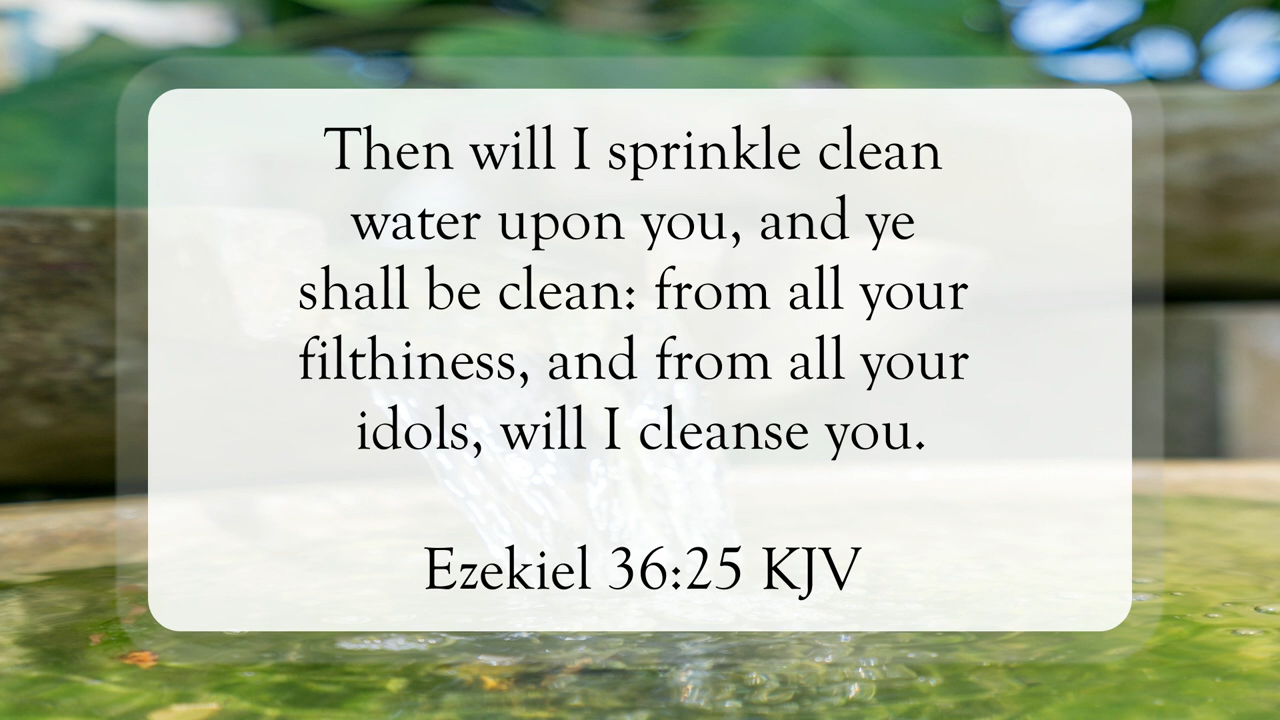 Then will I sprinkle clean
water upon you, and ye
shall be clean: from all your
filthiness, and from all your
idols, will I cleanse you.
Ezekiel 36:25 KJV